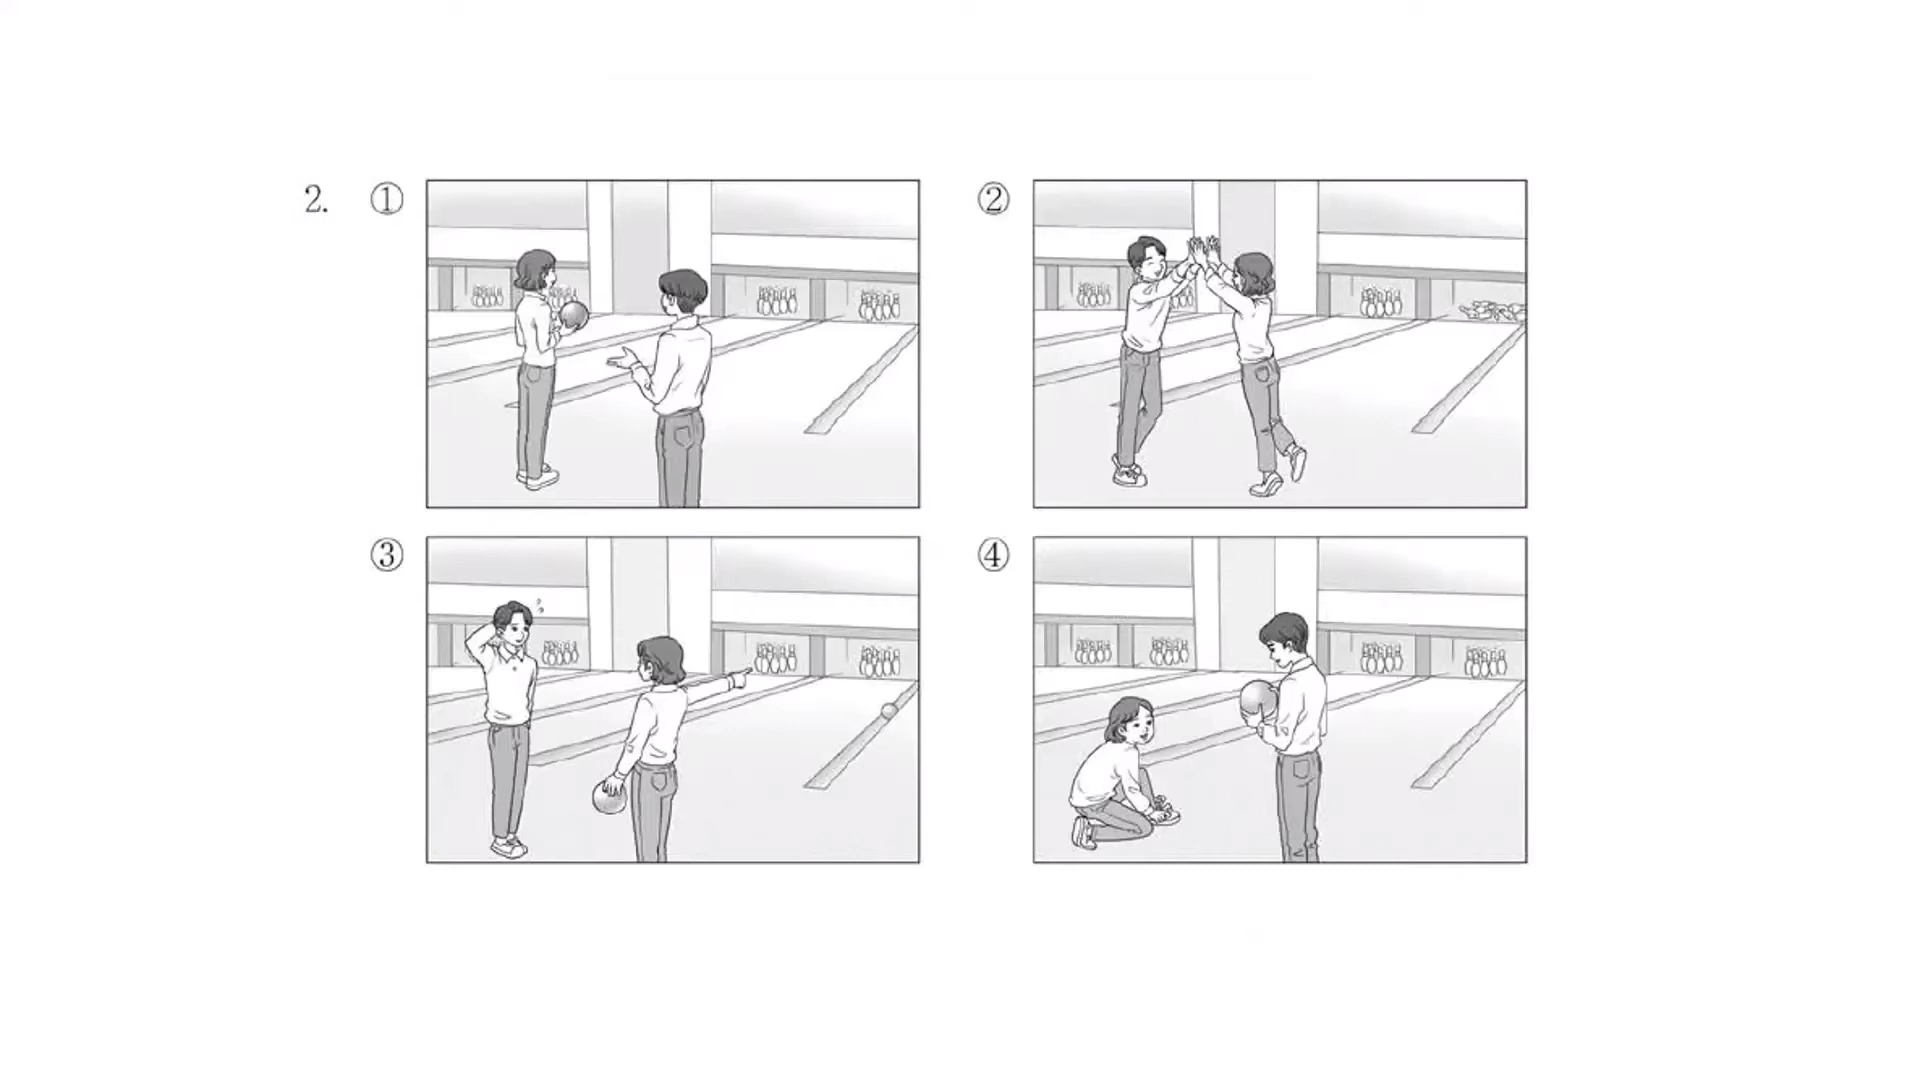 2. ① ②
③ ④